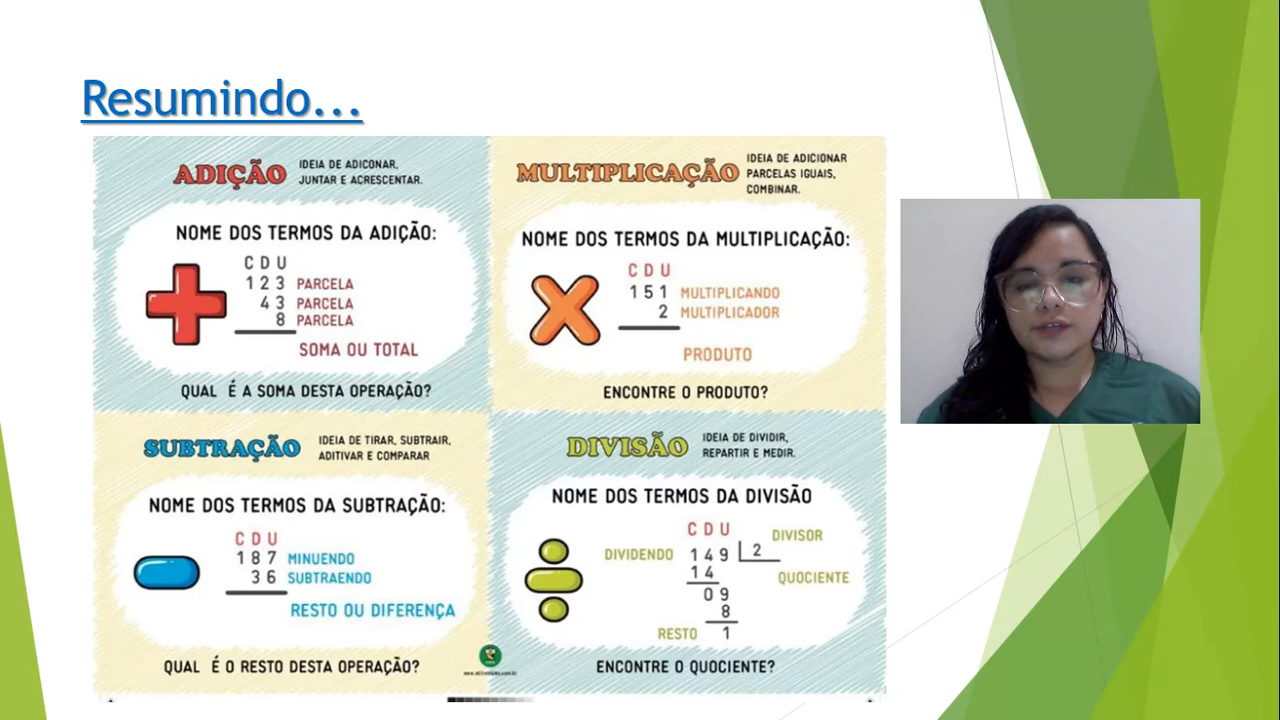 Resumindo...
ADIÇÃO
IDEIA DE ADICONAR,
JUNTAR E ACRESCENTAR.
NOME DOS TERMOS DA ADIÇÃO:
C D U
1 2 3 PARCELA
4 3 PARCELA
8 PARCELA
SOMA OU TOTAL
QUAL É A SOMA DESTA OPERAÇÃO?
MULTIPLICAÇÃO
IDEIA DE ADICIONAR
PARCELAS IGUAIS,
COMBINAR.
NOME DOS TERMOS DA MULTIPLICAÇÃO:
C D U
1 5 1 MULTIPLICANDO
2 MULTIPLICADOR
PRODUTO
ENCONTRE O PRODUTO?
SUBTRAÇÃO
IDEIA DE TIRAR, SUBTRAIR,
ADITIVAR E COMPARAR
NOME DOS TERMOS DA SUBTRAÇÃO:
C D U
1 8 7 MINUENDO
3 6 SUBTRAENDO
RESTO OU DIFERENÇA
QUAL É O RESTO DESTA OPERAÇÃO?
DIVISÃO
IDEIA DE DIVIDIR,
REPARTIR E MEDIR.
NOME DOS TERMOS DA DIVISÃO
C D U
DIVISOR
DIVIDENDO 1 4 9 2
1 4
QUOCIENTE
0 9
8
RESTO 1
ENCONTRE O QUOCIENTE?